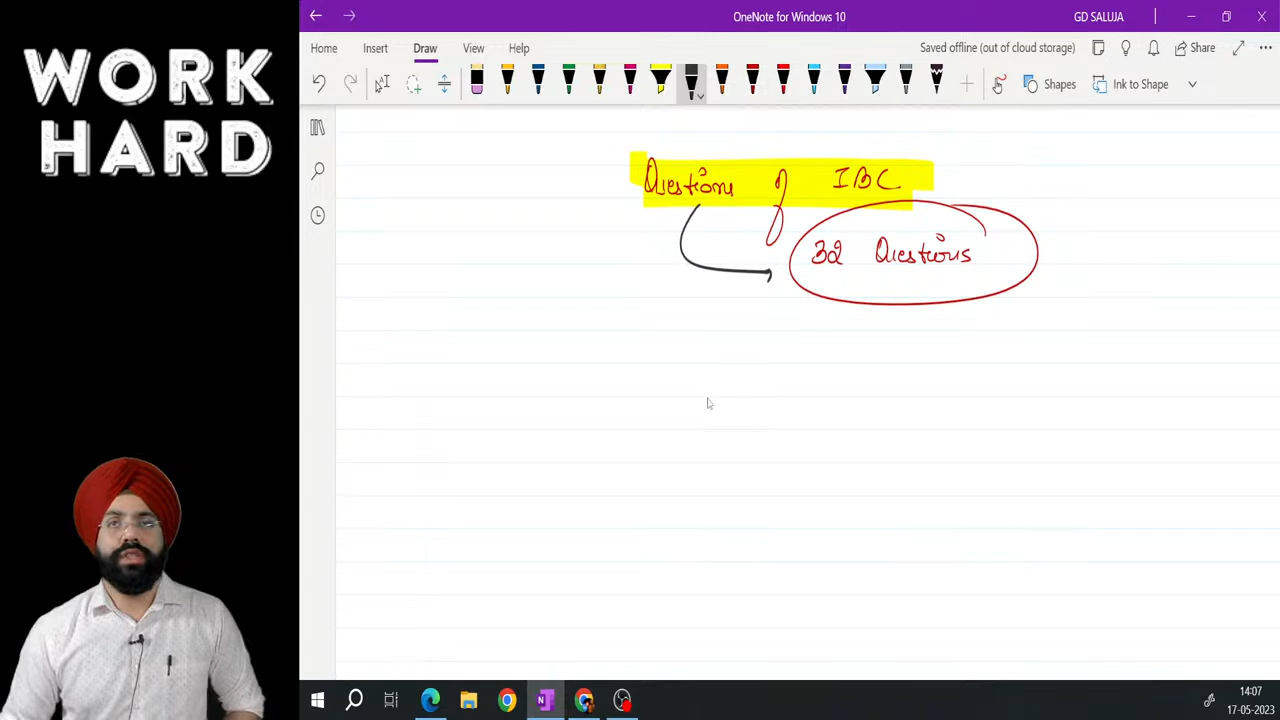 WORK
HARD
OneNote for Windows 10
GD SALUJA
Home Insert Draw View Help
Saved offline (out of cloud storage)
Share
Shapes
Ink to Shape
Questions of IBC
32 Questions
14:07
17-05-2023